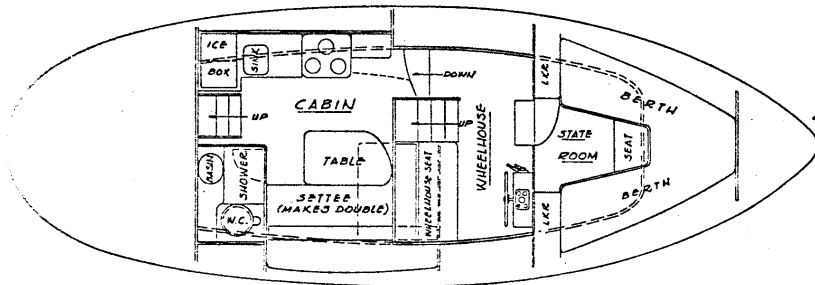 ICE
BOX
SINK
DOWN
LKR
BERTH
UP
CABIN
UP
WHEELHOUSE
STATE
ROOM
SEAT
TABLE
BASIN
SHOWER
SETTEE
(MAKES DOUBLE)
WHEELHOUSE SEAT
BERTH
W.C.
LKR